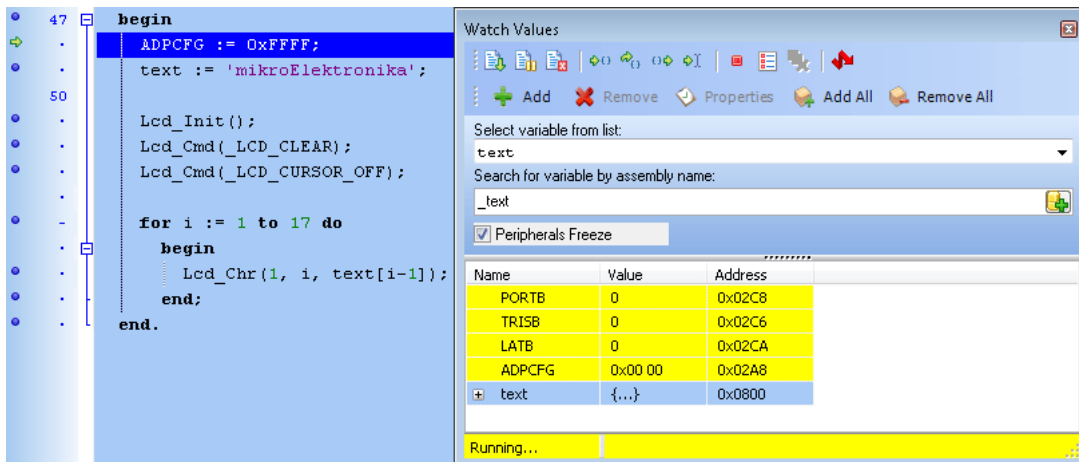 47 begin
ADPCFG := 0xFFFF;
text := 'mikroElektronika';
50
Lcd_Init();
Lcd_Cmd(_LCD_CLEAR);
Lcd_Cmd(_LCD_CURSOR_OFF);
for i := 1 to 17 do
begin
Lcd_Chr(1, i, text[i-1]);
end;
end.
Watch Values
Add Remove Properties Add All Remove All
Select variable from list:
text
Search for variable by assembly name:
_text
Peripherals Freeze
Name Value Address
PORTB 0 0x02C8
TRISB 0 0x02C6
LATB 0 0x02CA
ADPCFG 0x00 00 0x02A8
text {...} 0x0800
Running...